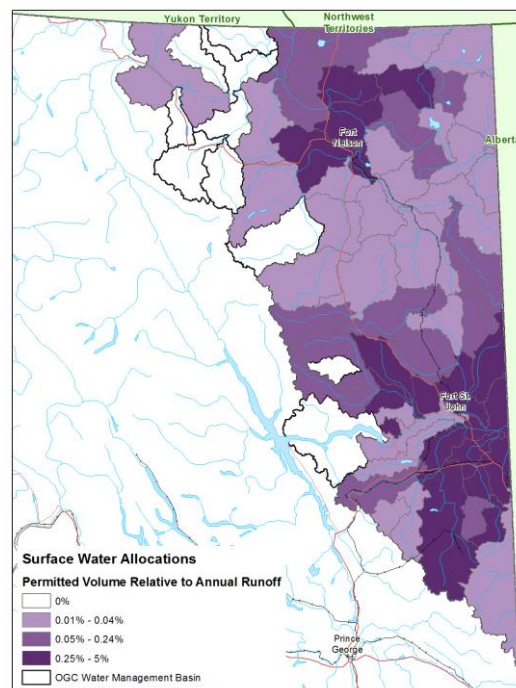 Yukon Territory
Northwest
Territories
Fort
Nelson
Alberta
Fort St.
John
Surface Water Allocations
Permitted Volume Relative to Annual Runoff
0%
0.01% - 0.04%
0.05% - 0.24%
0.25% - 5%
OGC Water Management Basin
Prince
George